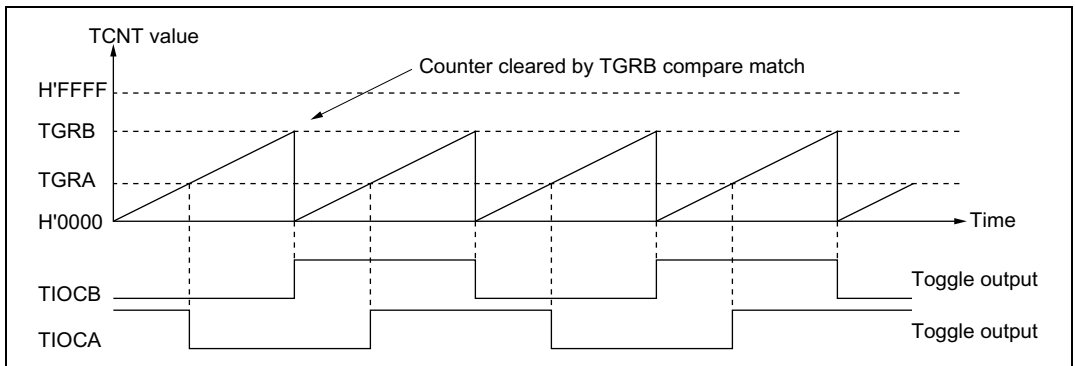 TCNT value
Counter cleared by TGRB compare match
H'FFFF
TGRB
TGRA
H'0000
Time
TIOCB
Toggle output
TIOCA
Toggle output